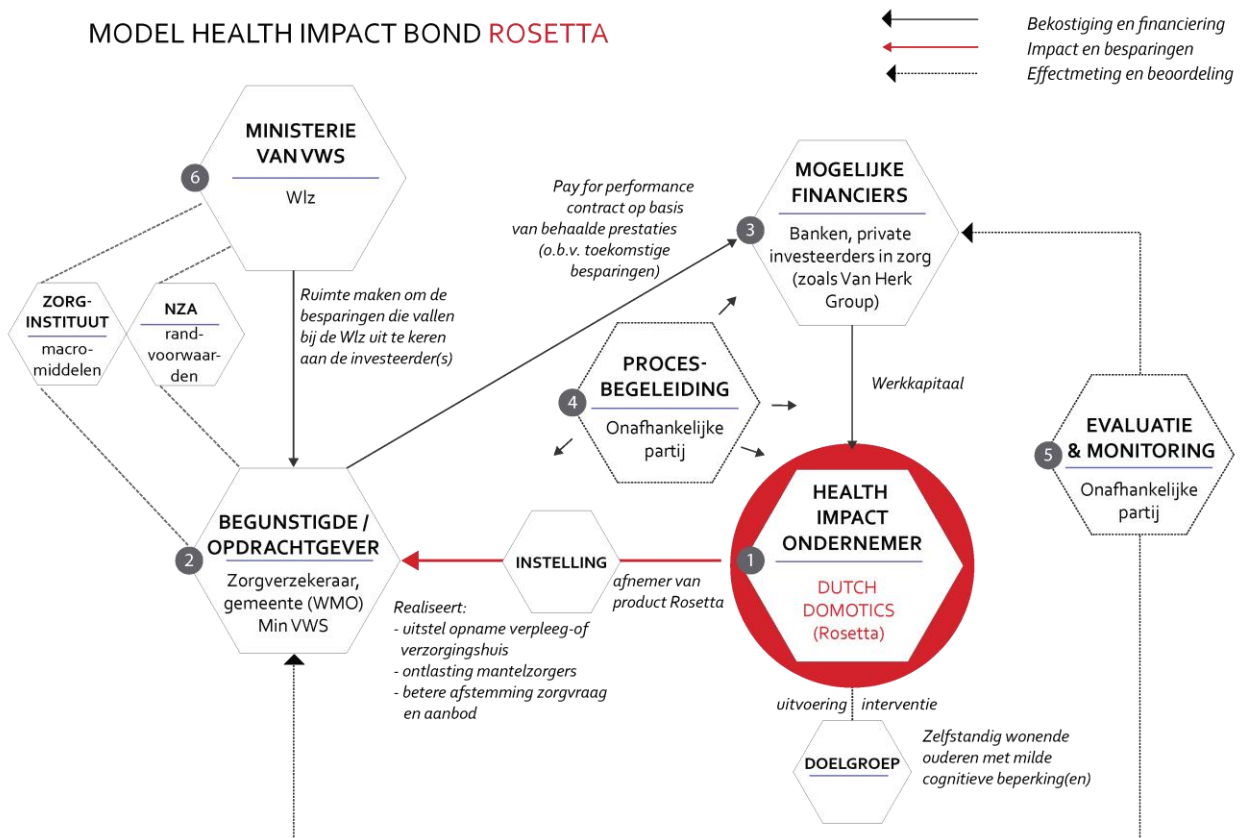 MODEL HEALTH IMPACT BOND ROSETTA
Bekostiging en financiering
Impact en besparingen
Effectmeting en beoordeling
MINISTERIE
VAN VWS
6
Wlz
MOGELIJKE
FINANCIERS
3
Banken, private
investeerders in zorg
(zoals Van Herk
Group)
Pay for performance
contract op basis
van behaalde prestaties
(o.b.v. toekomstige
besparingen)
ZORG-
INSTITUUT
macro-
middelen
NZA
rand-
voorwaar-
den
Ruimte maken om de
besparingen die vallen
bij de Wlz uit te keren
aan de investeerder(s)
PROCES-
BEGELEIDING
4
Onafhankelijke
partij
Werkkapitaal
EVALUATIE
& MONITORING
5
Onafhankelijke
partij
BEGUNSTIGDE /
OPDRACHTGEVER
2
Zorgverzekeraar,
gemeente (WMO)
Min VWS
INSTELLING
afnemer van
product Rosetta
HEALTH
IMPACT
ONDERNEMER
1
DUTCH
DOMOTICS
(Rosetta)
Realiseert:
- uitstel opname verpleeg-of
verzorgingshuis
- ontlasting mantelzorgers
- betere afstemming zorgvraag
en aanbod
uitvoering interventie
DOELGROEP
Zelfstandig wonende
ouderen met milde
cognitieve beperking(en)